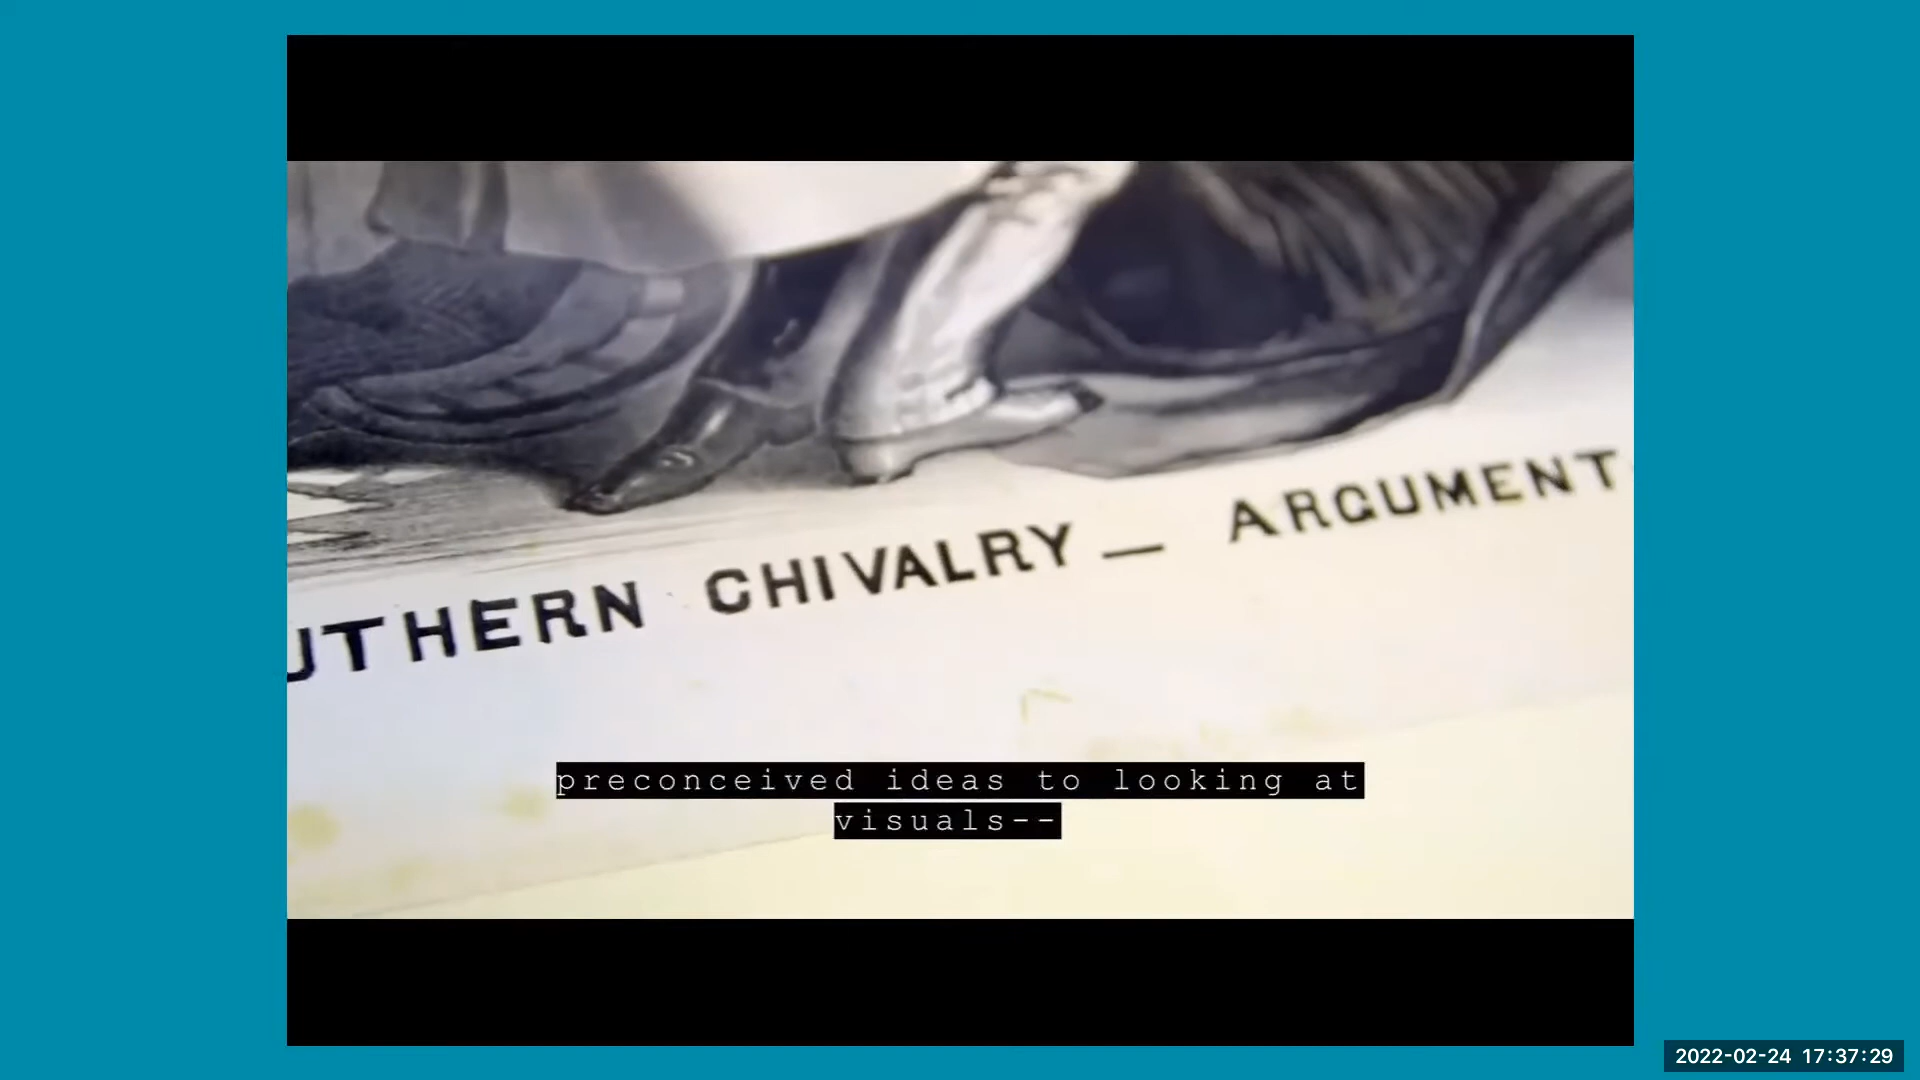 UTHERN CHIVALRY — ARGUMENT
preconceived ideas to looking at
visuals--
2022-02-24 17:37:29